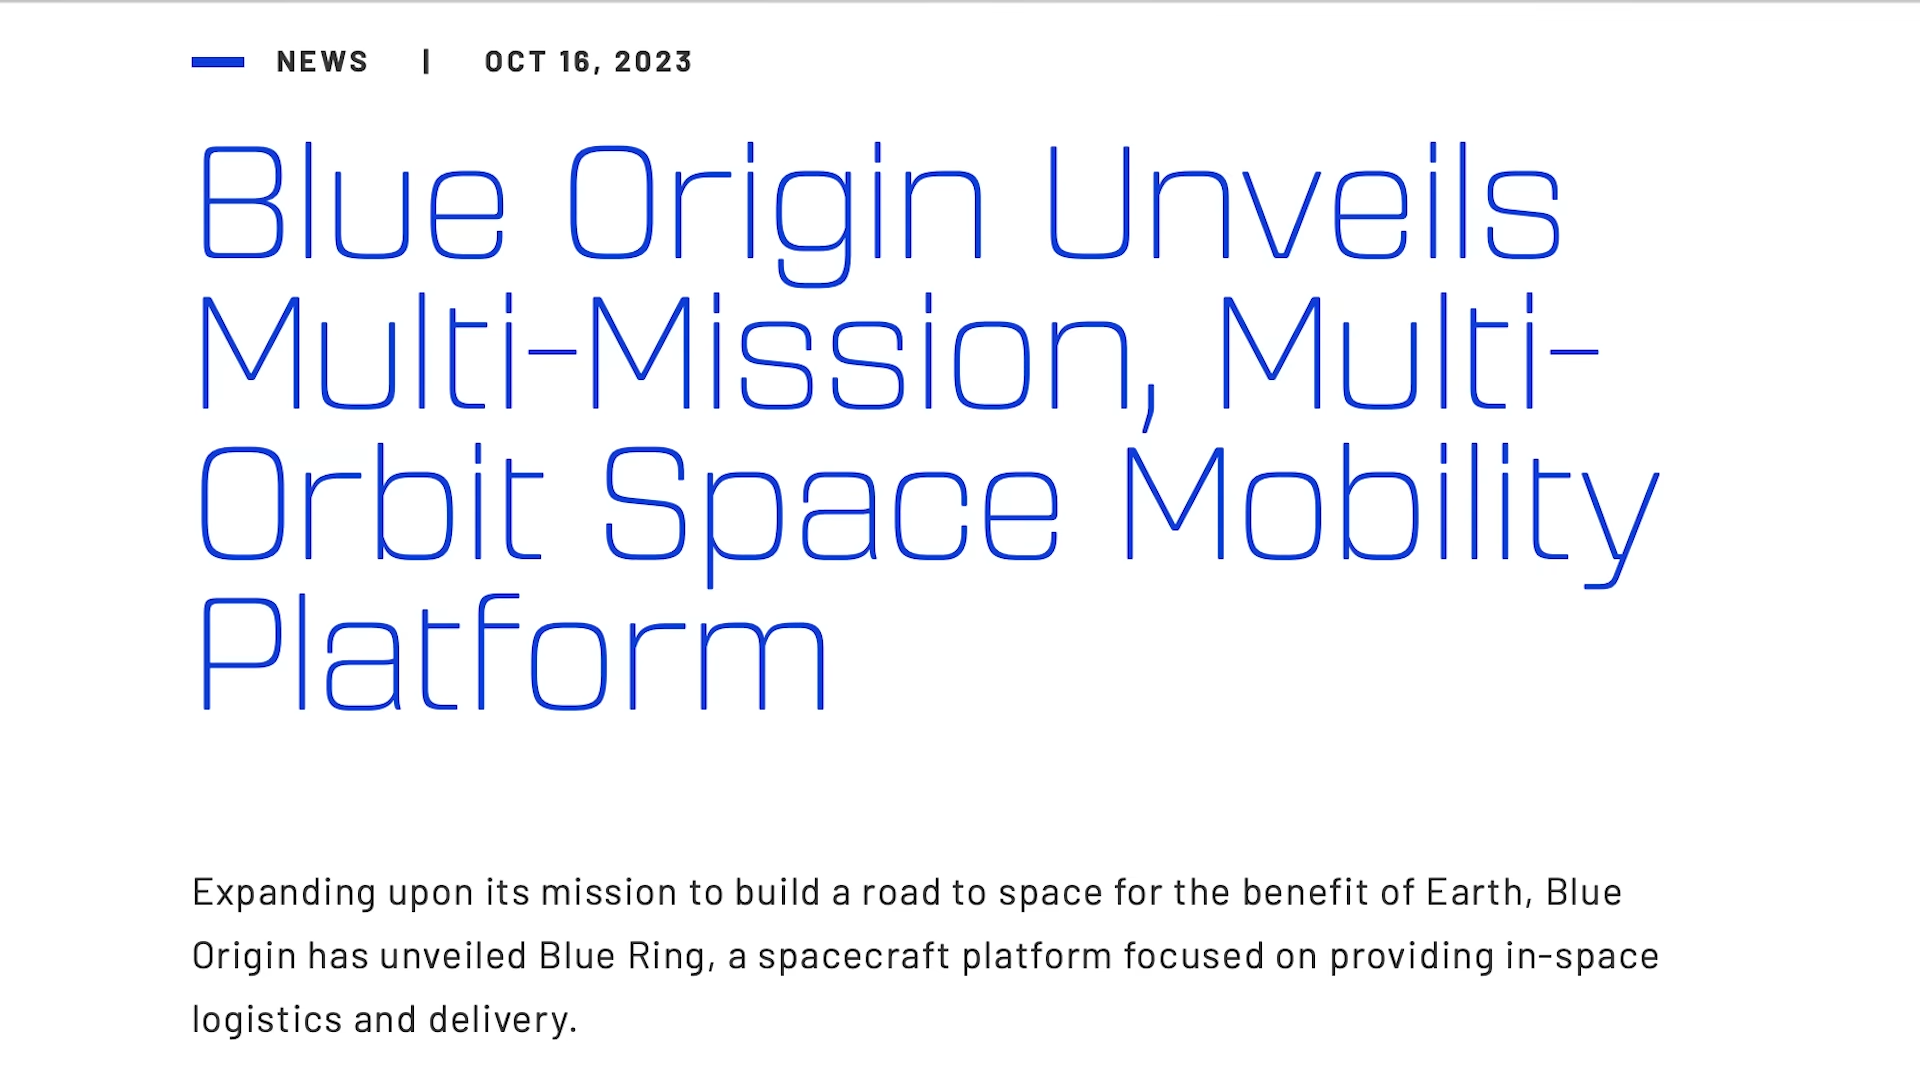 NEWS | OCT 16, 2023
Blue Origin Unveils
Multi-Mission, Multi-
Orbit Space Mobility
Platform
Expanding upon its mission to build a road to space for the benefit of Earth, Blue
Origin has unveiled Blue Ring, a spacecraft platform focused on providing in-space
logistics and delivery.